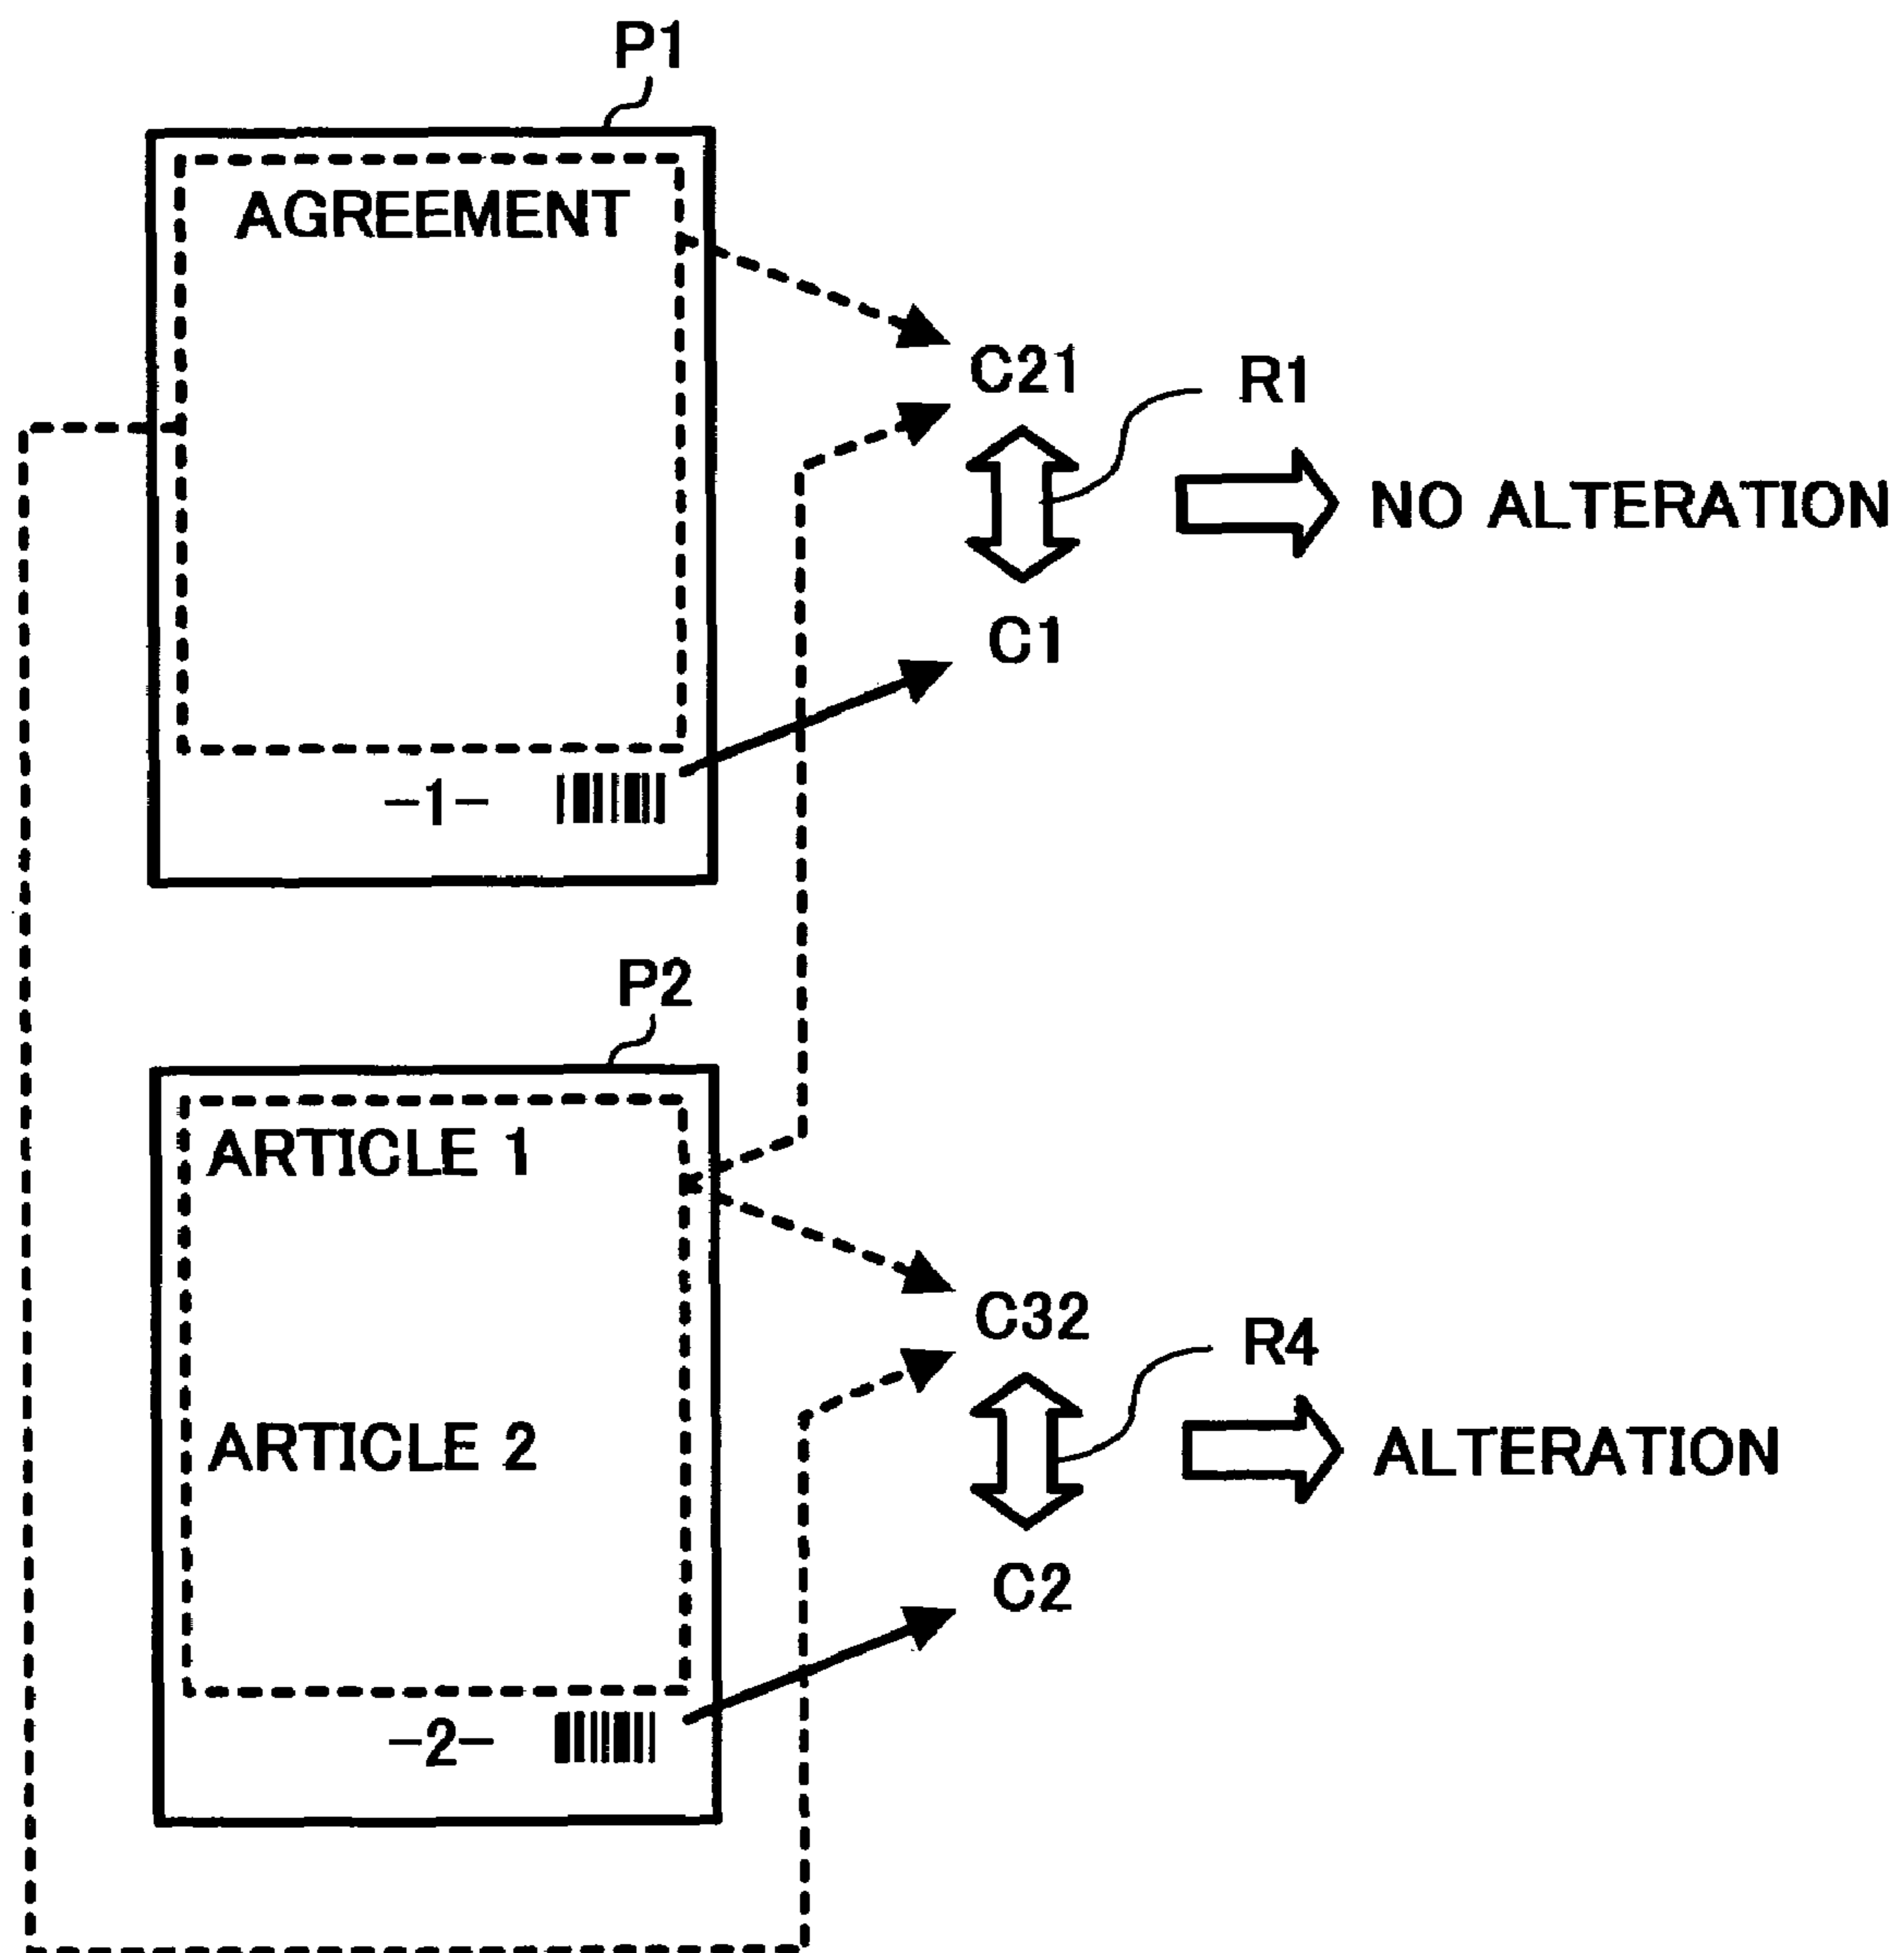 P1
AGREEMENT
C21
R1
NO ALTERATION
C1
-1-
P2
ARTICLE 1
C32
R4
ARTICLE 2
ALTERATION
C2
-2-